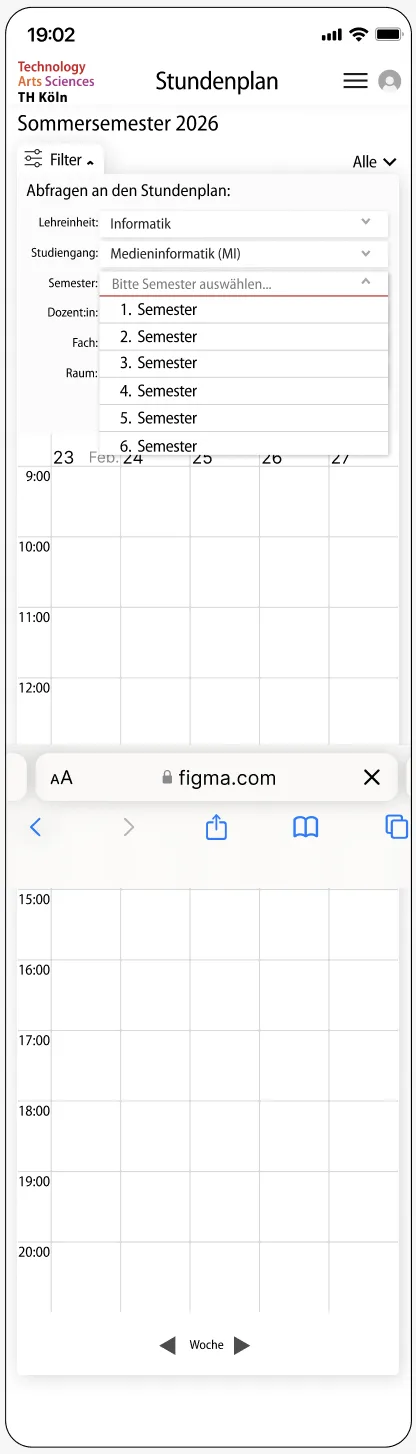 19:02
Technology
Arts Sciences
TH Köln
Stundenplan
Sommersemester 2026
Filter
Alle
Abfragen an den Stundenplan:
Lehreinheit: Informatik
Studiengang: Medieninformatik (MI)
Semester: Bitte Semester auswählen...
1. Semester
Dozent:in:
2. Semester
Fach:
3. Semester
Raum:
4. Semester
5. Semester
6. Semester
23 Feb. 24 25 26 27
9:00
10:00
11:00
12:00
AA figma.com
15:00
16:00
17:00
18:00
19:00
20:00
Woche